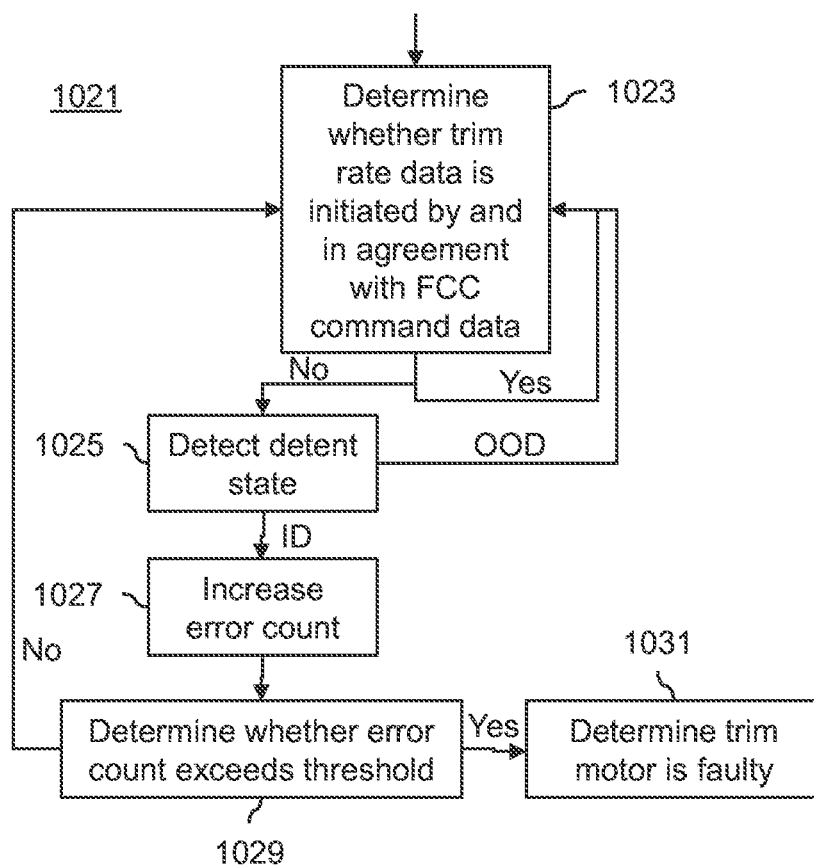 1021
Determine
whether trim
rate data is
initiated by and
in agreement
with FCC
command data
1023
No
Yes
1025
Detect detent
state
OOD
ID
1027
Increase
error count
No
1031
Determine whether error
count exceeds threshold
Yes
Determine trim
motor is faulty
1029